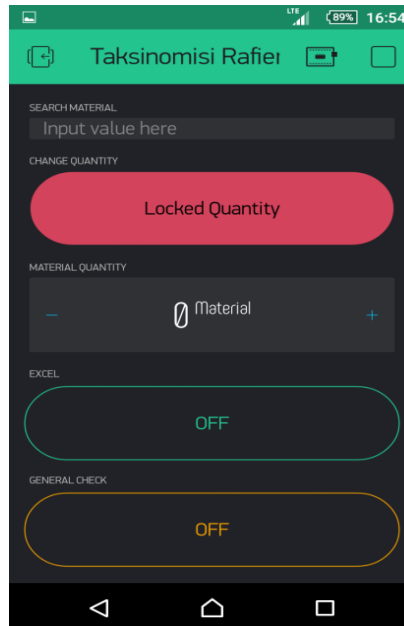 LTE 89% 16:54
Taksinomisi Rafier
SEARCH MATERIAL
Input value here
CHANGE QUANTITY
Locked Quantity
MATERIAL QUANTITY
− 0 Material +
EXCEL
OFF
GENERAL CHECK
OFF